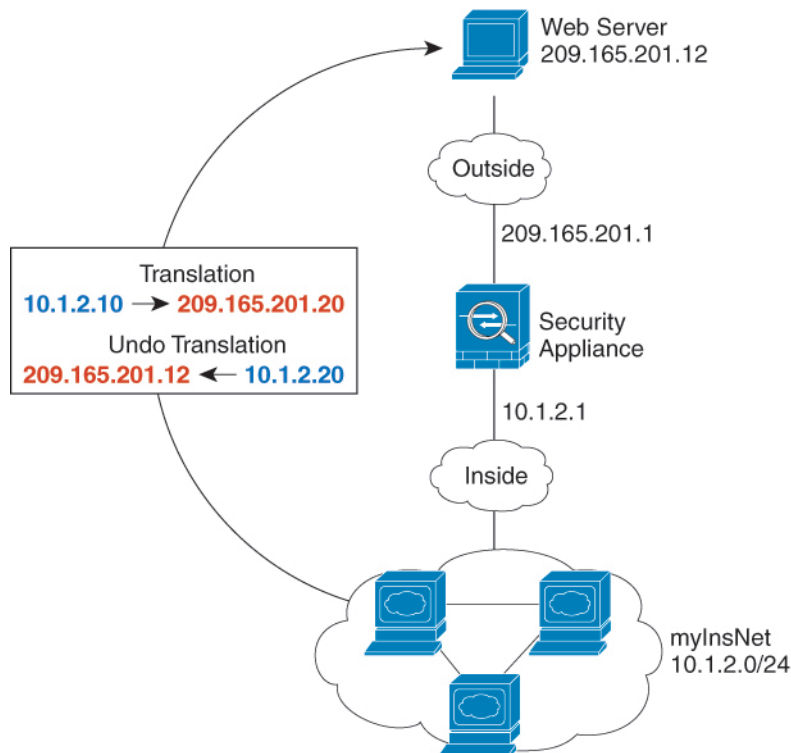 Web Server
209.165.201.12
Outside
209.165.201.1
Translation
10.1.2.10 → 209.165.201.20
Undo Translation
209.165.201.12 ← 10.1.2.20
Security
Appliance
10.1.2.1
Inside
myInsNet
10.1.2.0/24